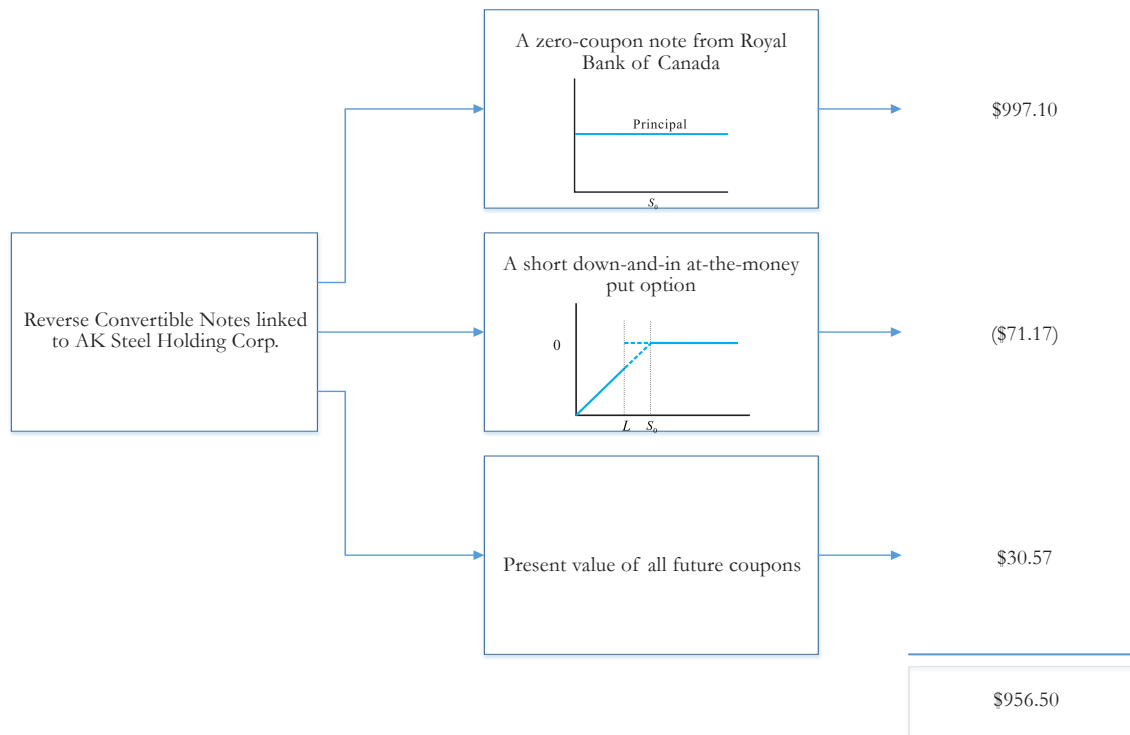 A zero-coupon note from Royal
Bank of Canada
Principal
S₀
$997.10
Reverse Convertible Notes linked
to AK Steel Holding Corp.
A short down-and-in at-the-money
put option
0
L S₀
($71.17)
Present value of all future coupons
$30.57
$956.50